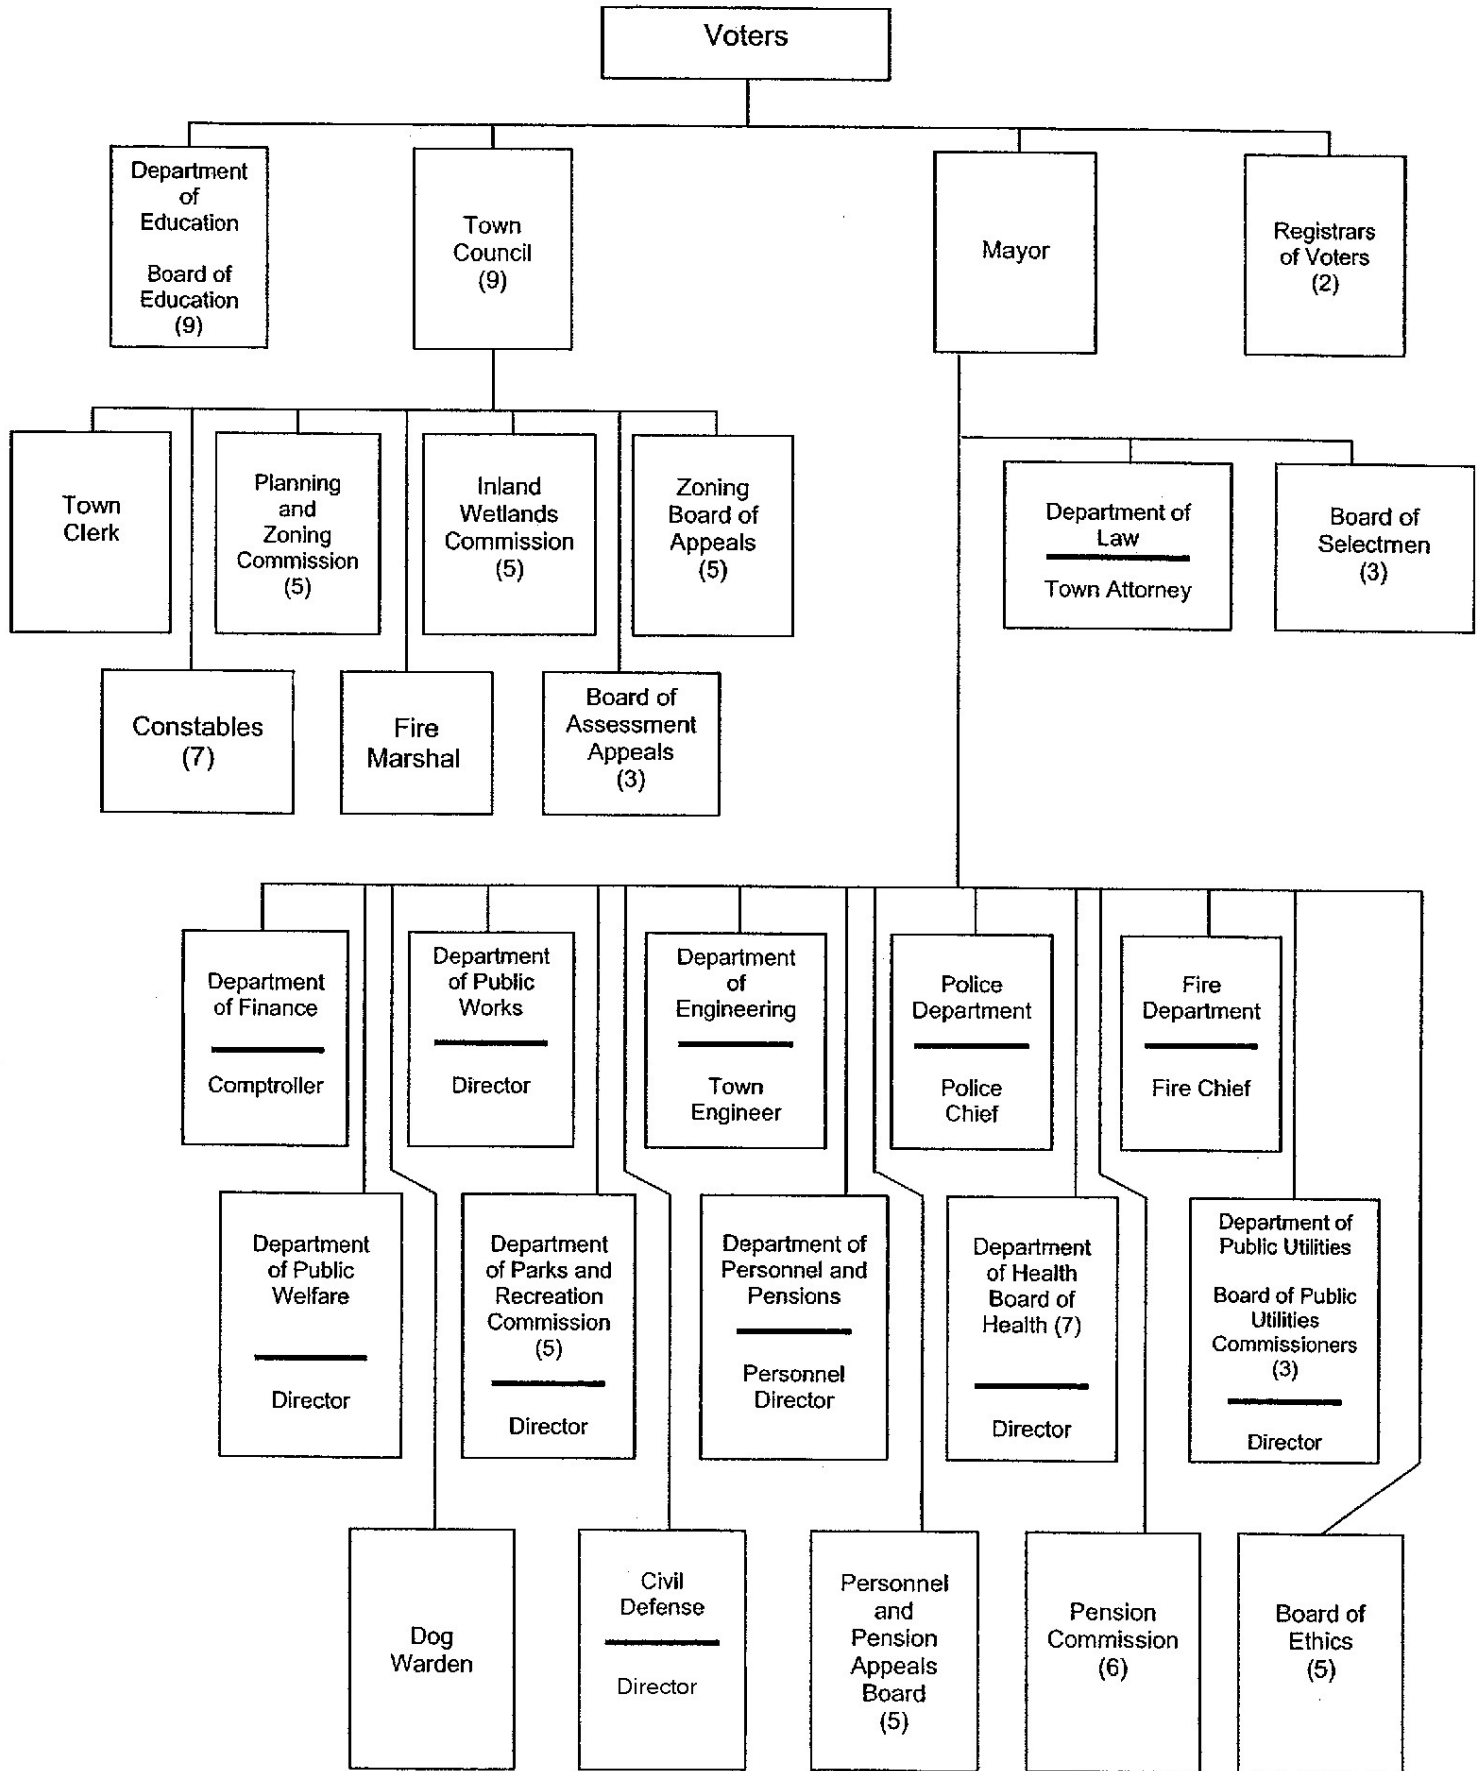 Voters
Department
of
Education
Board of
Education
(9)
Town
Council
(9)
Mayor
Registrars
of Voters
(2)
Town
Clerk
Planning
and
Zoning
Commission
(5)
Inland
Wetlands
Commission
(5)
Zoning
Board of
Appeals
(5)
Department of
Law
Town Attorney
Board of
Selectmen
(3)
Constables
(7)
Fire
Marshal
Board of
Assessment
Appeals
(3)
Department
of Finance
Comptroller
Department
of Public
Works
Director
Department
of
Engineering
Town
Engineer
Police
Department
Police
Chief
Fire
Department
Fire Chief
Department
of Public
Welfare
Director
Department
of Parks and
Recreation
Commission
(5)
Director
Department of
Personnel and
Pensions
Personnel
Director
Department
of Health
Board of
Health (7)
Director
Department of
Public Utilities
Board of Public
Utilities
Commissioners
(3)
Director
Dog
Warden
Civil
Defense
Director
Personnel
and
Pension
Appeals
Board
(5)
Pension
Commission
(6)
Board of
Ethics
(5)